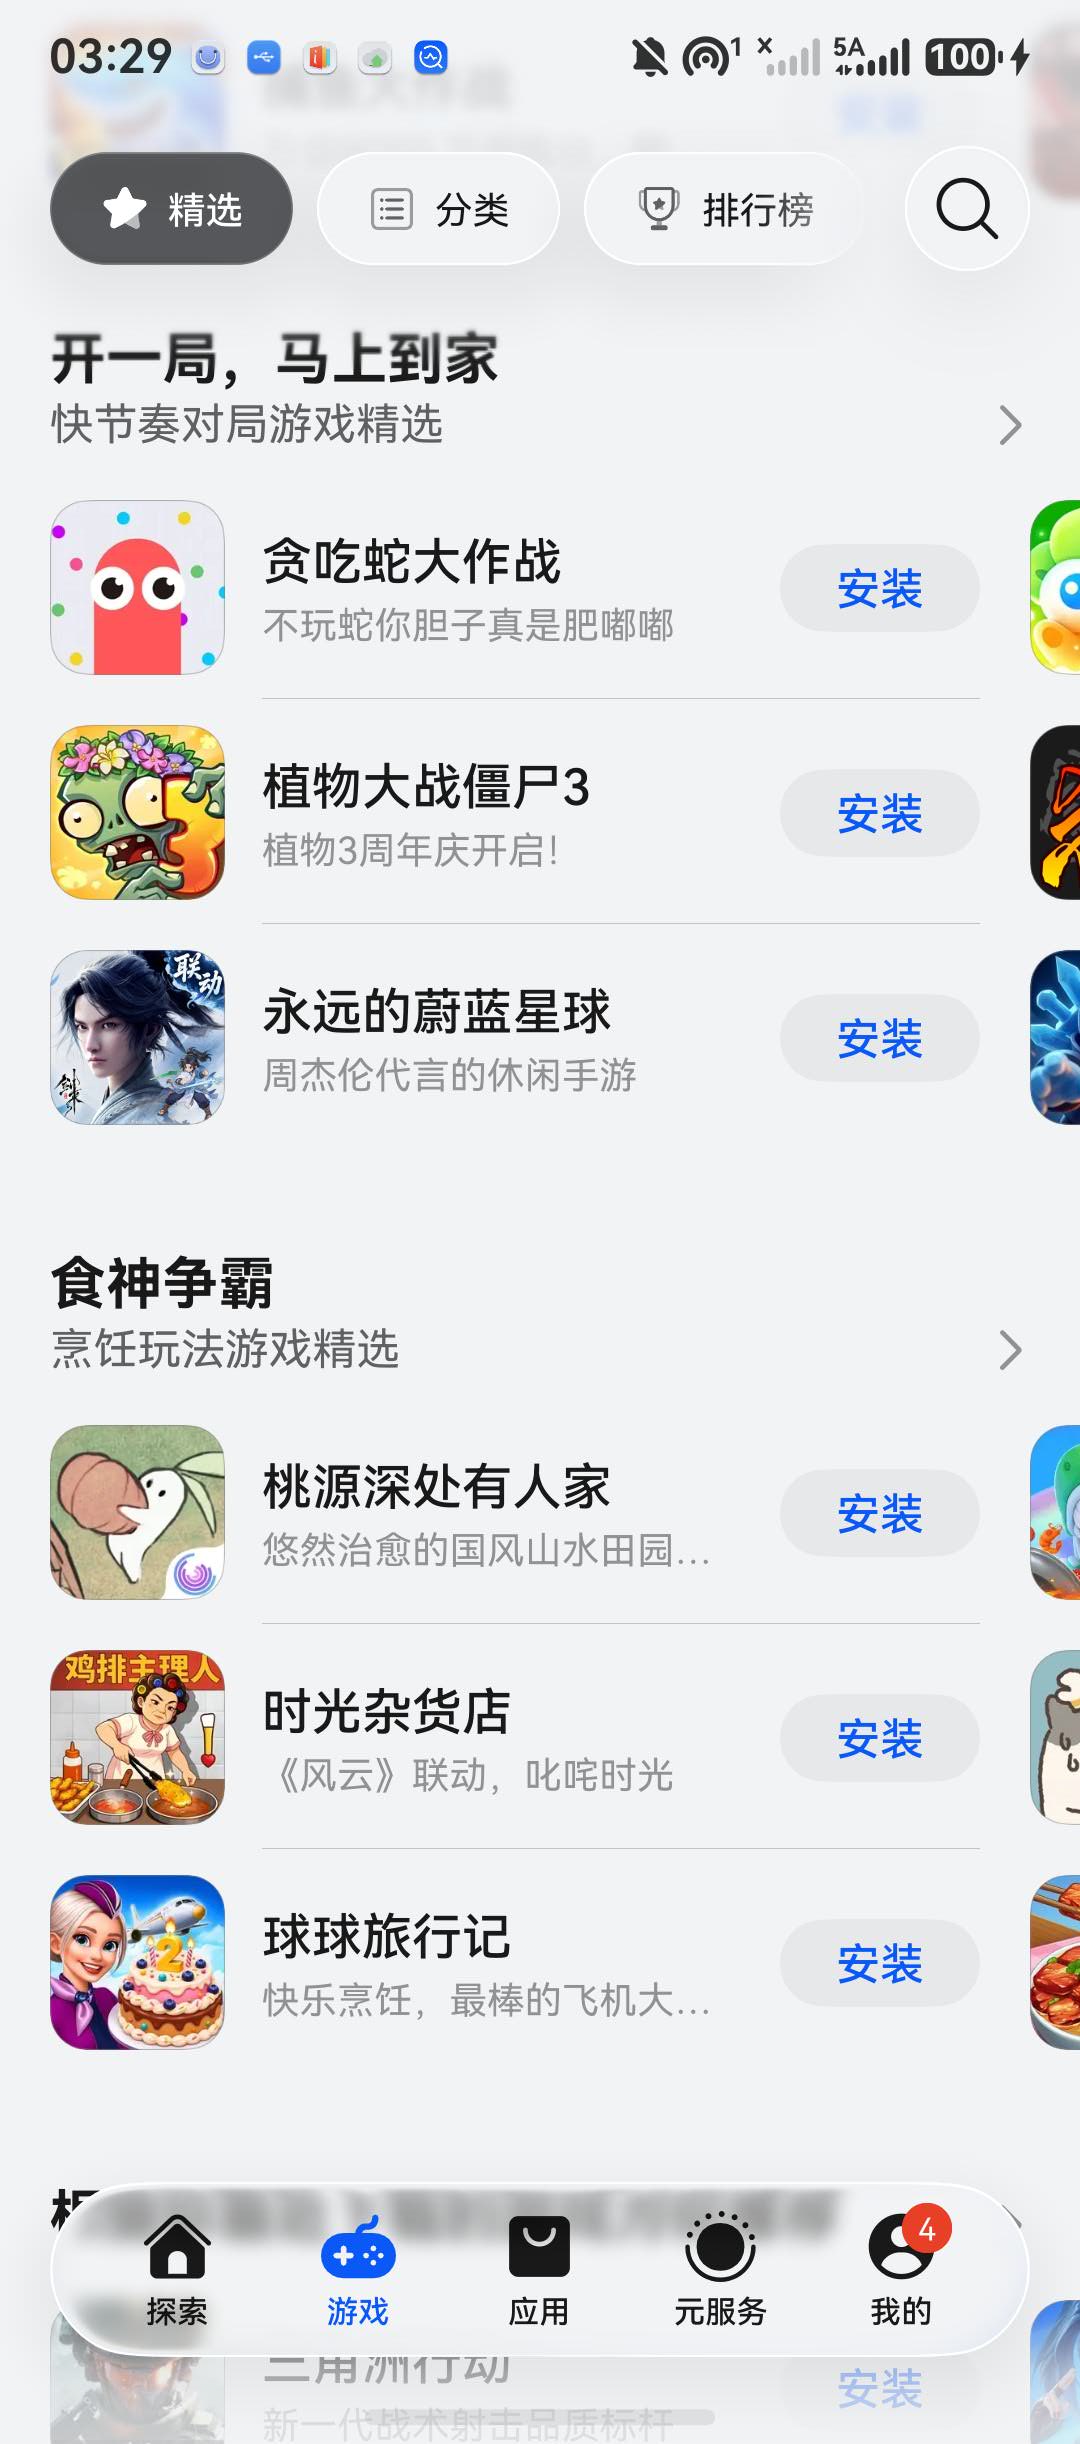 03:29
1
5A
100
安装
精选
分类
排行榜
开一局，马上到家
快节奏对局游戏精选
贪吃蛇大作战
不玩蛇你胆子真是肥嘟嘟
安装
植物大战僵尸3
植物3周年庆开启！
安装
联动
永远的蔚蓝星球
周杰伦代言的休闲手游
安装
食神争霸
烹饪玩法游戏精选
桃源深处有人家
悠然治愈的国风山水田园...
安装
鸡排主理人
时光杂货店
《风云》联动，叱咤时光
安装
2
球球旅行记
快乐烹饪，最棒的飞机大...
安装
4
探索
游戏
应用
元服务
我的
三角洲行动
新一代战术射击品质标杆
安装